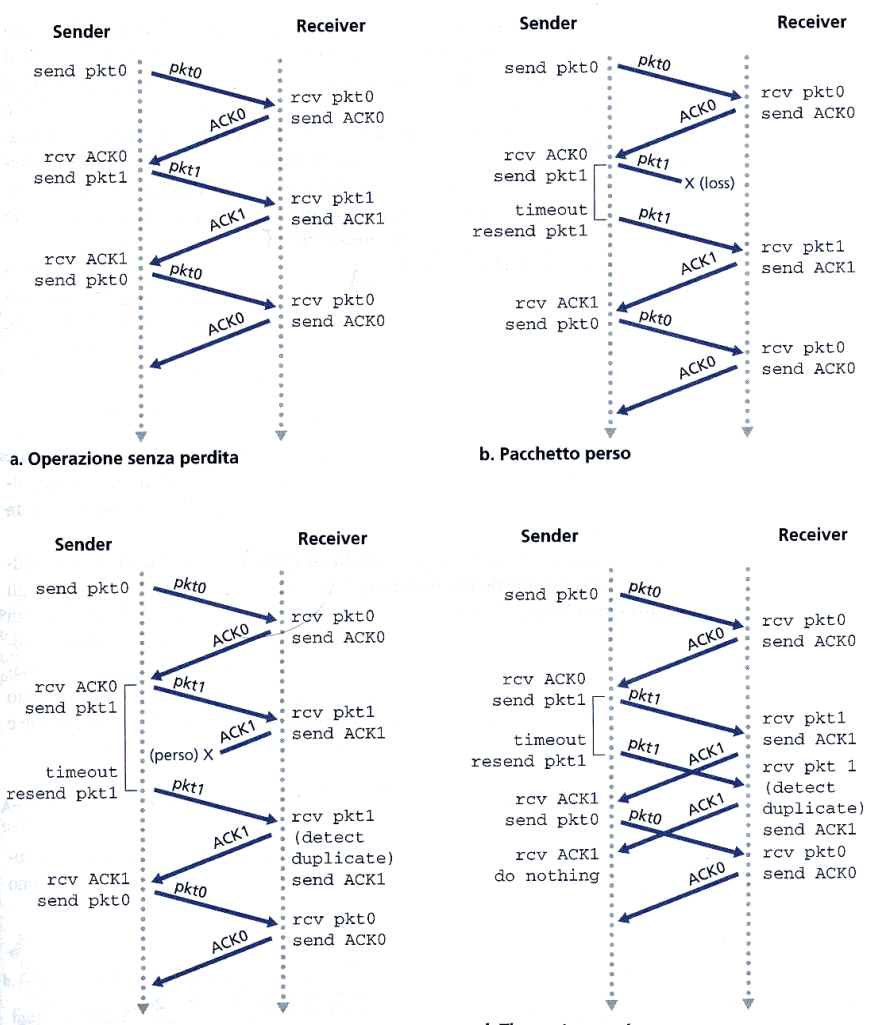 Sender
Receiver
send pkt0
pkt0
rcv pkt0
send ACK0
ACK0
rcv ACK0
send pkt1
pkt1
rcv pkt1
send ACK1
ACK1
rcv ACK1
send pkt0
pkt0
rcv pkt0
send ACK0
ACK0
a. Operazione senza perdita
Sender
Receiver
send pkt0
pkt0
rcv pkt0
send ACK0
ACK0
rcv ACK0
send pkt1
pkt1
X (loss)
timeout
resend pkt1
pkt1
rcv pkt1
send ACK1
ACK1
rcv ACK1
send pkt0
pkt0
rcv pkt0
send ACK0
ACK0
b. Pacchetto perso
Sender
Receiver
send pkt0
pkt0
rcv pkt0
send ACK0
ACK0
rcv ACK0
send pkt1
pkt1
rcv pkt1
send ACK1
ACK1
(perso) X
timeout
resend pkt1
pkt1
rcv pkt1
(detect
duplicate)
send ACK1
ACK1
rcv ACK1
send pkt0
pkt0
rcv pkt0
send ACK0
ACK0
Sender
Receiver
send pkt0
pkt0
rcv pkt0
send ACK0
ACK0
rcv ACK0
send pkt1
pkt1
rcv pkt1
send ACK1
ACK1
timeout
resend pkt1
pkt1
rcv pkt 1
(detect
duplicate)
send ACK1
ACK1
rcv ACK1
send pkt0
pkt0
rcv ACK1
do nothing
rcv pkt0
send ACK0
ACK0